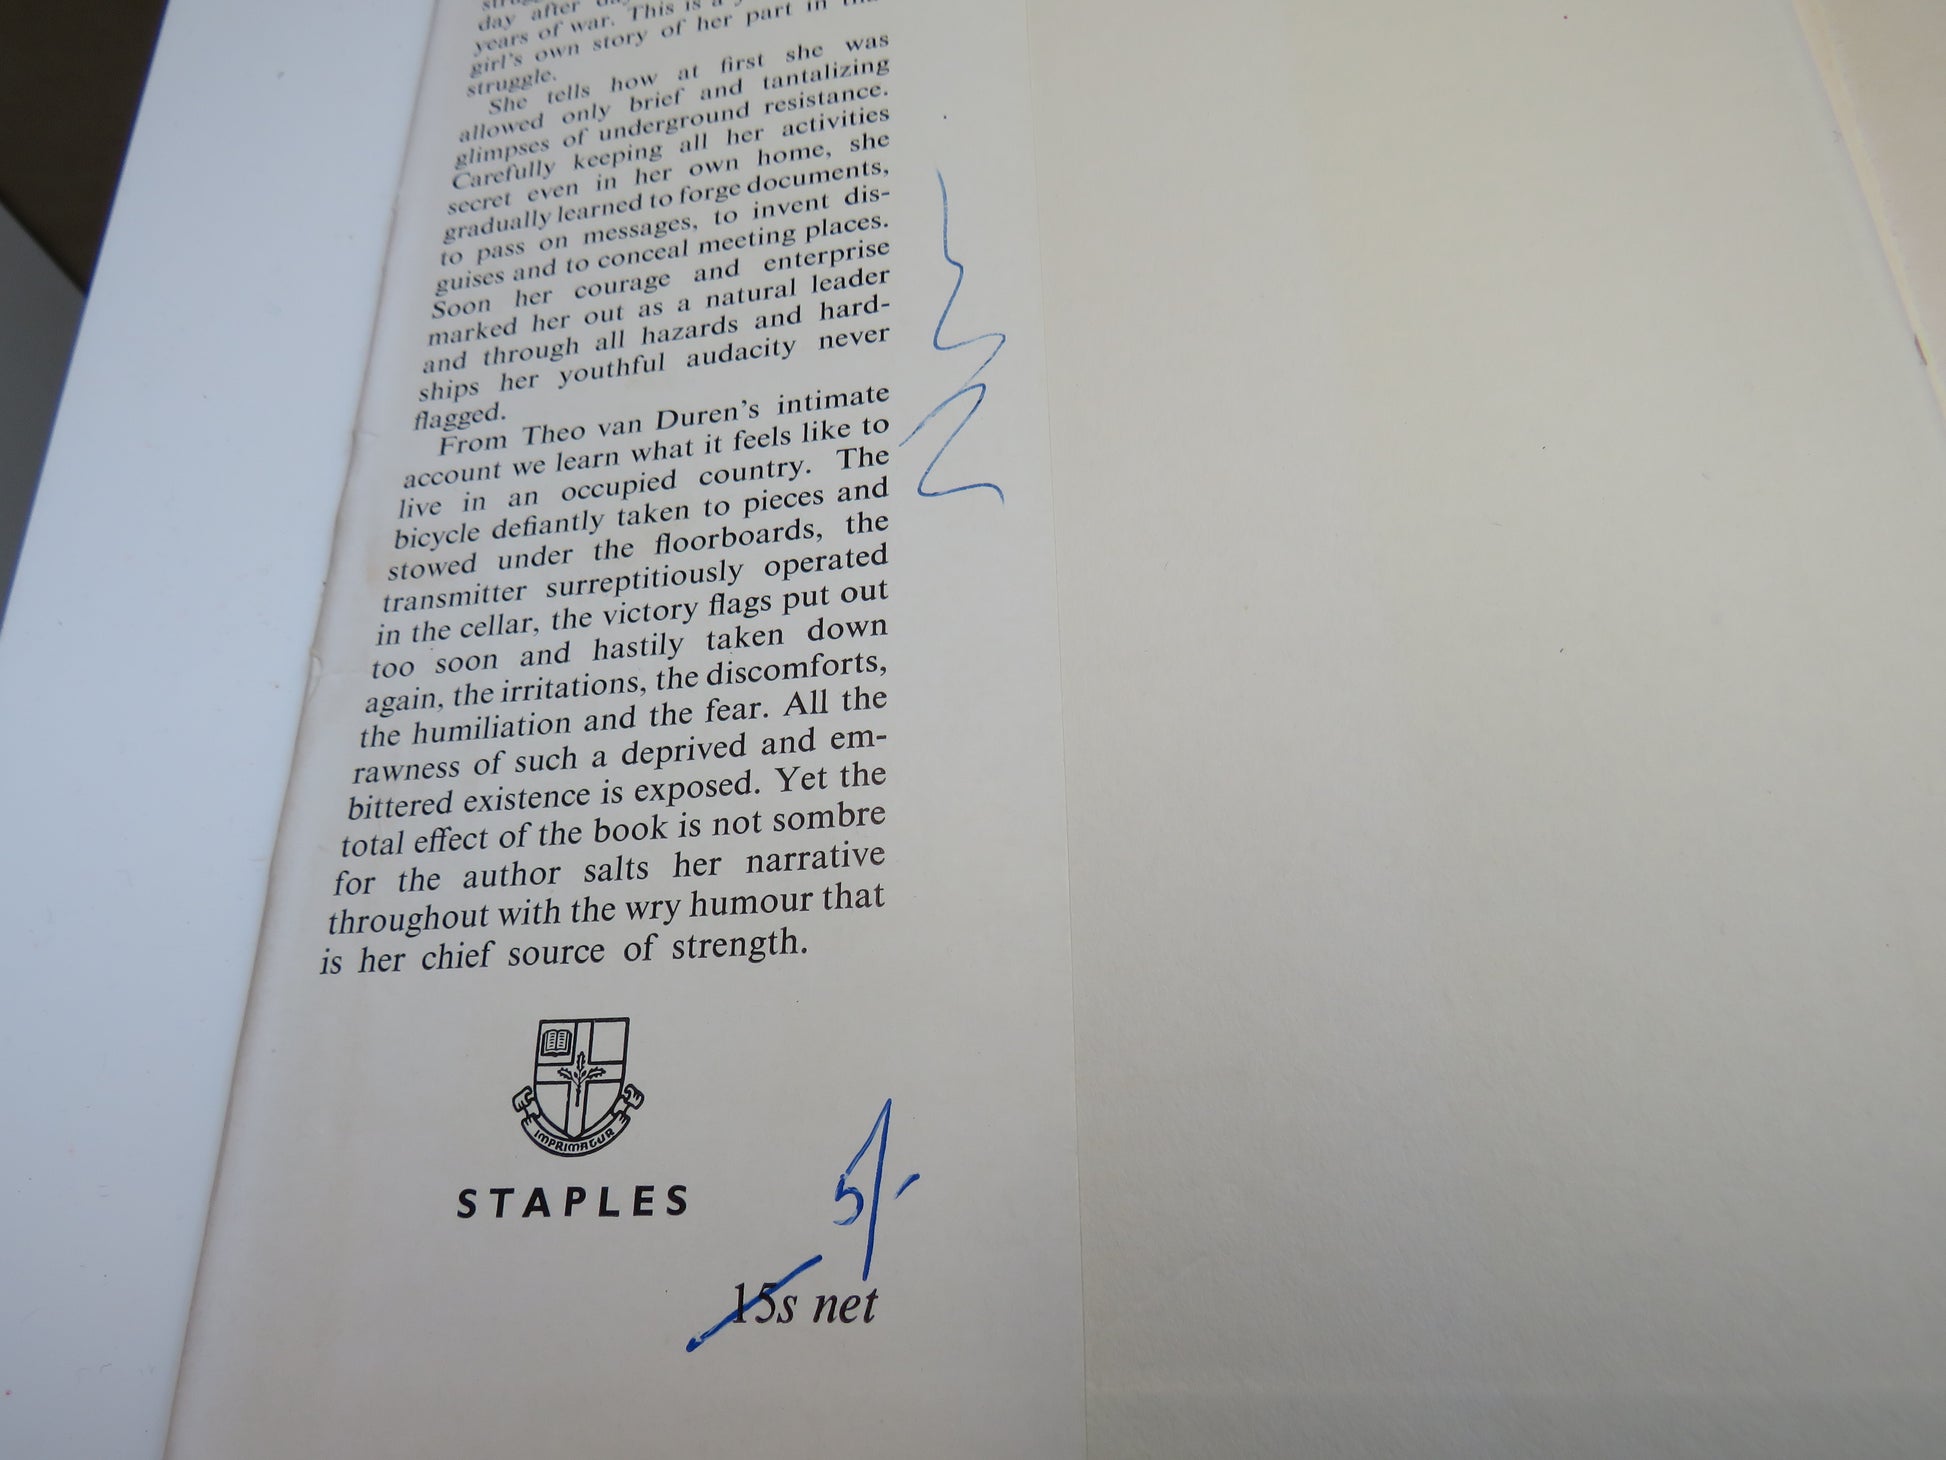 day after
years of war. This is a
girl's own story of her part in
struggle.
She tells how at first she was
allowed only brief and tantalizing
glimpses of underground resistance.
Carefully keeping all her activities
secret even in her own home, she
gradually learned to forge documents,
to pass on messages, to invent dis-
guises and to conceal meeting places.
Soon her courage and enterprise
marked her out as a natural leader
and through all hazards and hard-
ships her youthful audacity never
flagged.
From Theo van Duren's intimate
account we learn what it feels like to
live in an occupied country. The
bicycle defiantly taken to pieces and
stowed under the floorboards, the
transmitter surreptitiously operated
in the cellar, the victory flags put out
too soon and hastily taken down
again, the irritations, the discomforts,
the humiliation and the fear. All the
rawness of such a deprived and em-
bittered existence is exposed. Yet the
total effect of the book is not sombre
for the author salts her narrative
throughout with the wry humour that
is her chief source of strength.
IMPRIMATUR
STAPLES
5/-
15s net